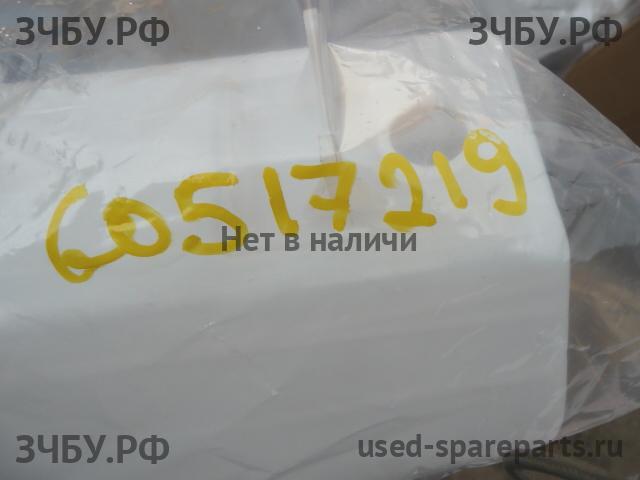 ЗЧБУ.РФ ЗЧБУ.РФ
60517219
Нет в наличи
ЗЧБУ.РФ used-spareparts.ru